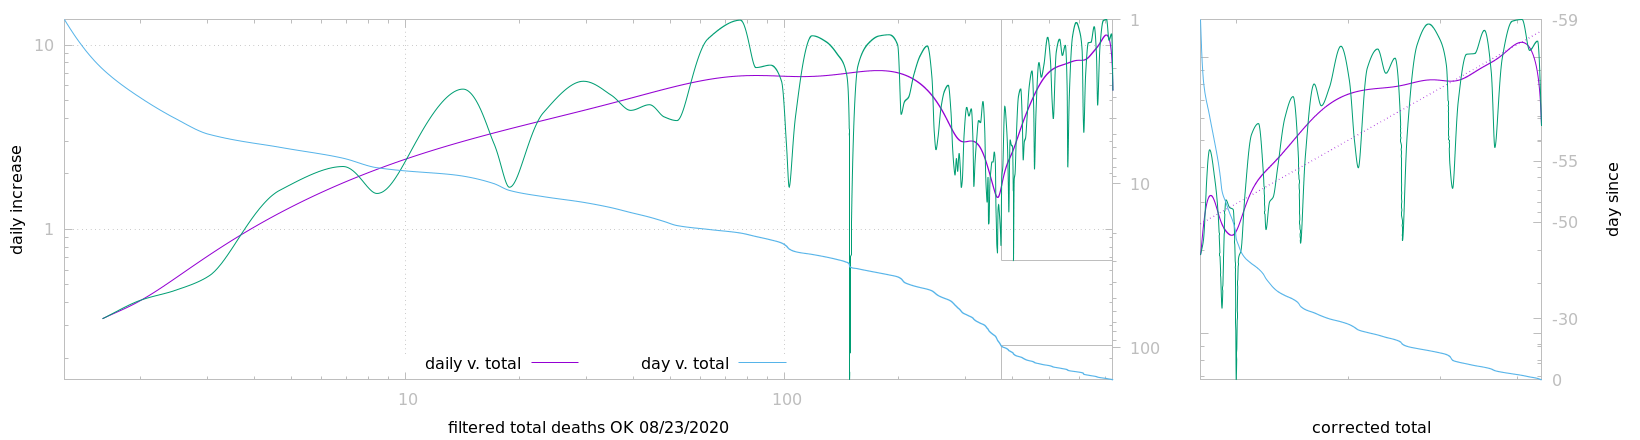 10
1
daily increase
daily v. total
day v. total
10
100
filtered total deaths OK 08/23/2020
1
10
100
-59
-55
-50
-30
0
day since
corrected total